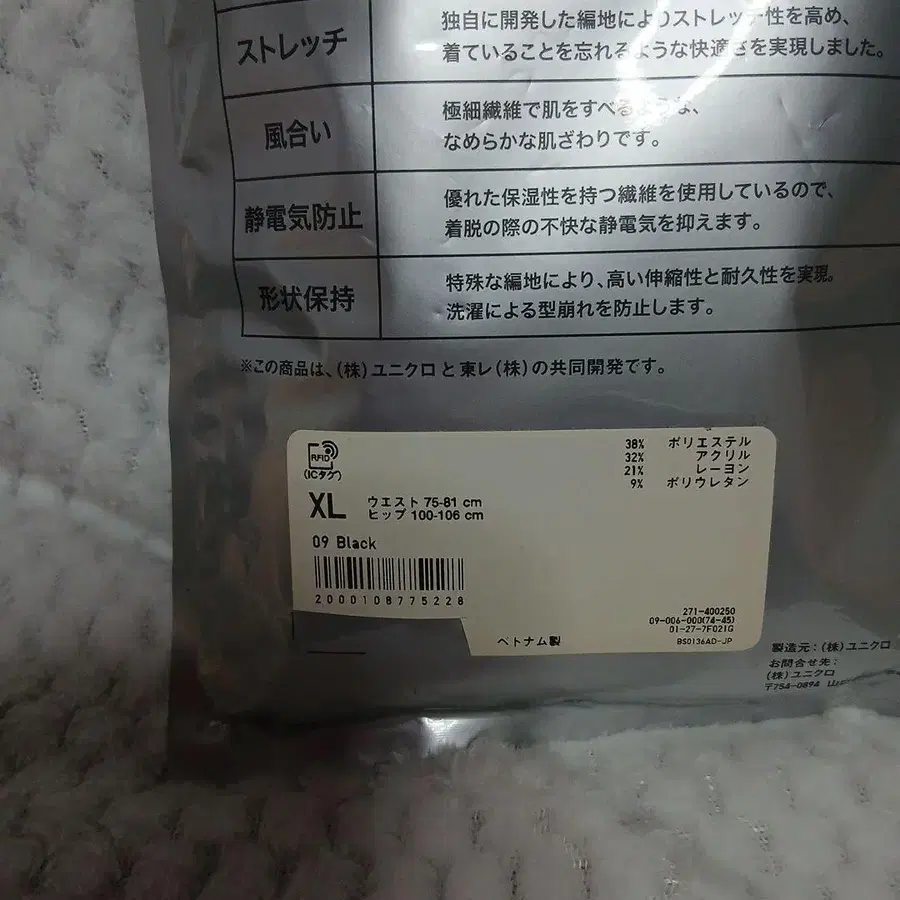 ストレッチ
独自に開発した編地によりストレッチ性を高め、
着ていることを忘れるような快適さを実現しました。
風合い
極細繊維で肌をすべるような、
なめらかな肌ざわりです。
静電気防止
優れた保湿性を持つ繊維を使用しているので、
着脱の際の不快な静電気を抑えます。
形状保持
特殊な編地により、高い伸縮性と耐久性を実現。
洗濯による型崩れを防止します。
※この商品は、(株)ユニクロと東レ(株)の共同開発です。
RFID
(ICタグ)
38% ポリエステル
32% アクリル
21% レーヨン
9% ポリウレタン
XL
ウエスト 75-81 cm
ヒップ 100-106 cm
09 Black
2000108775228
271-400250
09-006-000(74-45)
01-27-7F021G
BS0136AD-JP
ベトナム製
製造元:(株)ユニクロ
お問合せ先:
(株)ユニクロ
〒754-0894 山